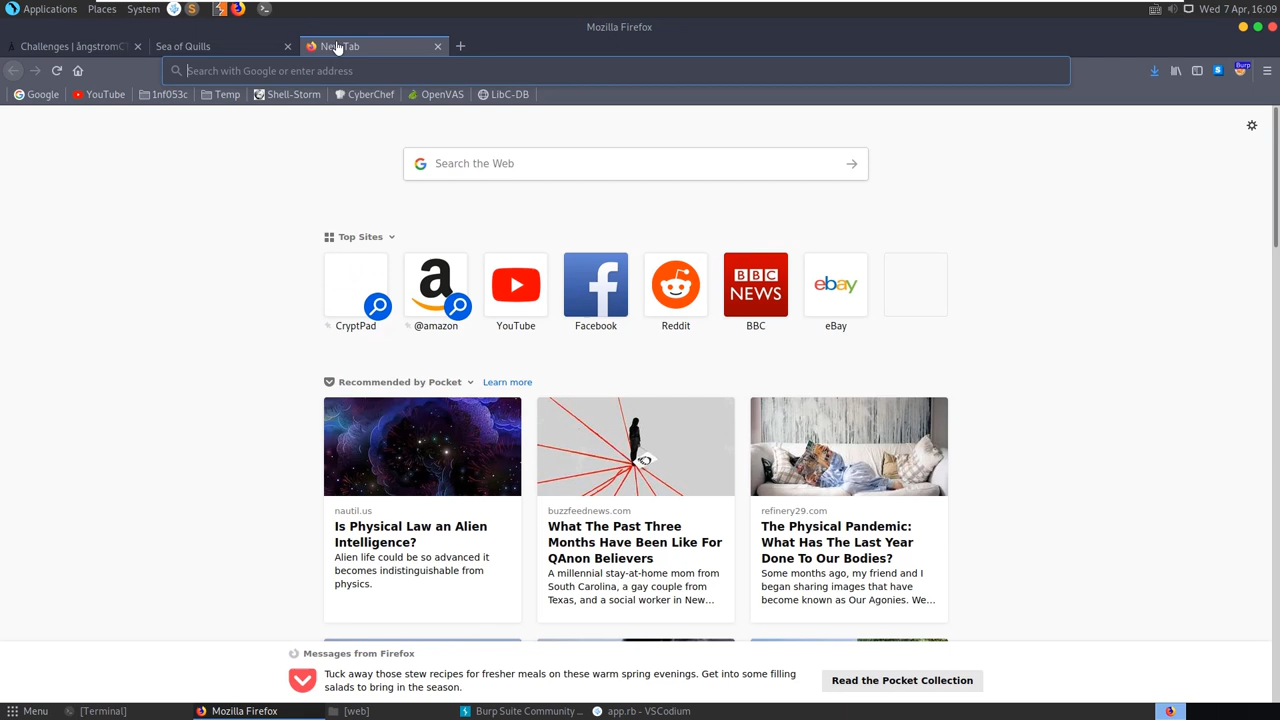 Applications Places System Wed 7 Apr, 16:09
Mozilla Firefox
Challenges | ångstromCT Sea of Quills New Tab
Search with Google or enter address Burp
Google YouTube 1nf053c Temp Shell-Storm CyberChef OpenVAS LibC-DB
Search the Web
Top Sites
a BBC NEWS ebay
CryptPad @amazon YouTube Facebook Reddit BBC eBay
Recommended by Pocket Learn more
nautil.us
Is Physical Law an Alien
Intelligence?
Alien life could be so advanced it
becomes indistinguishable from
physics.
buzzfeednews.com
What The Past Three
Months Have Been Like For
QAnon Believers
A millennial stay-at-home mom from
South Carolina, a gay couple from
Texas, and a social worker in New…
refinery29.com
The Physical Pandemic:
What Has The Last Year
Done To Our Bodies?
Some months ago, my friend and I
began sharing images that have
become known as Our Agonies. We…
Messages from Firefox
Tuck away those stew recipes for fresher meals on these warm spring evenings. Get into some filling
salads to bring in the season.
Read the Pocket Collection
Menu [Terminal] Mozilla Firefox [web] Burp Suite Community … app.rb - VSCodium